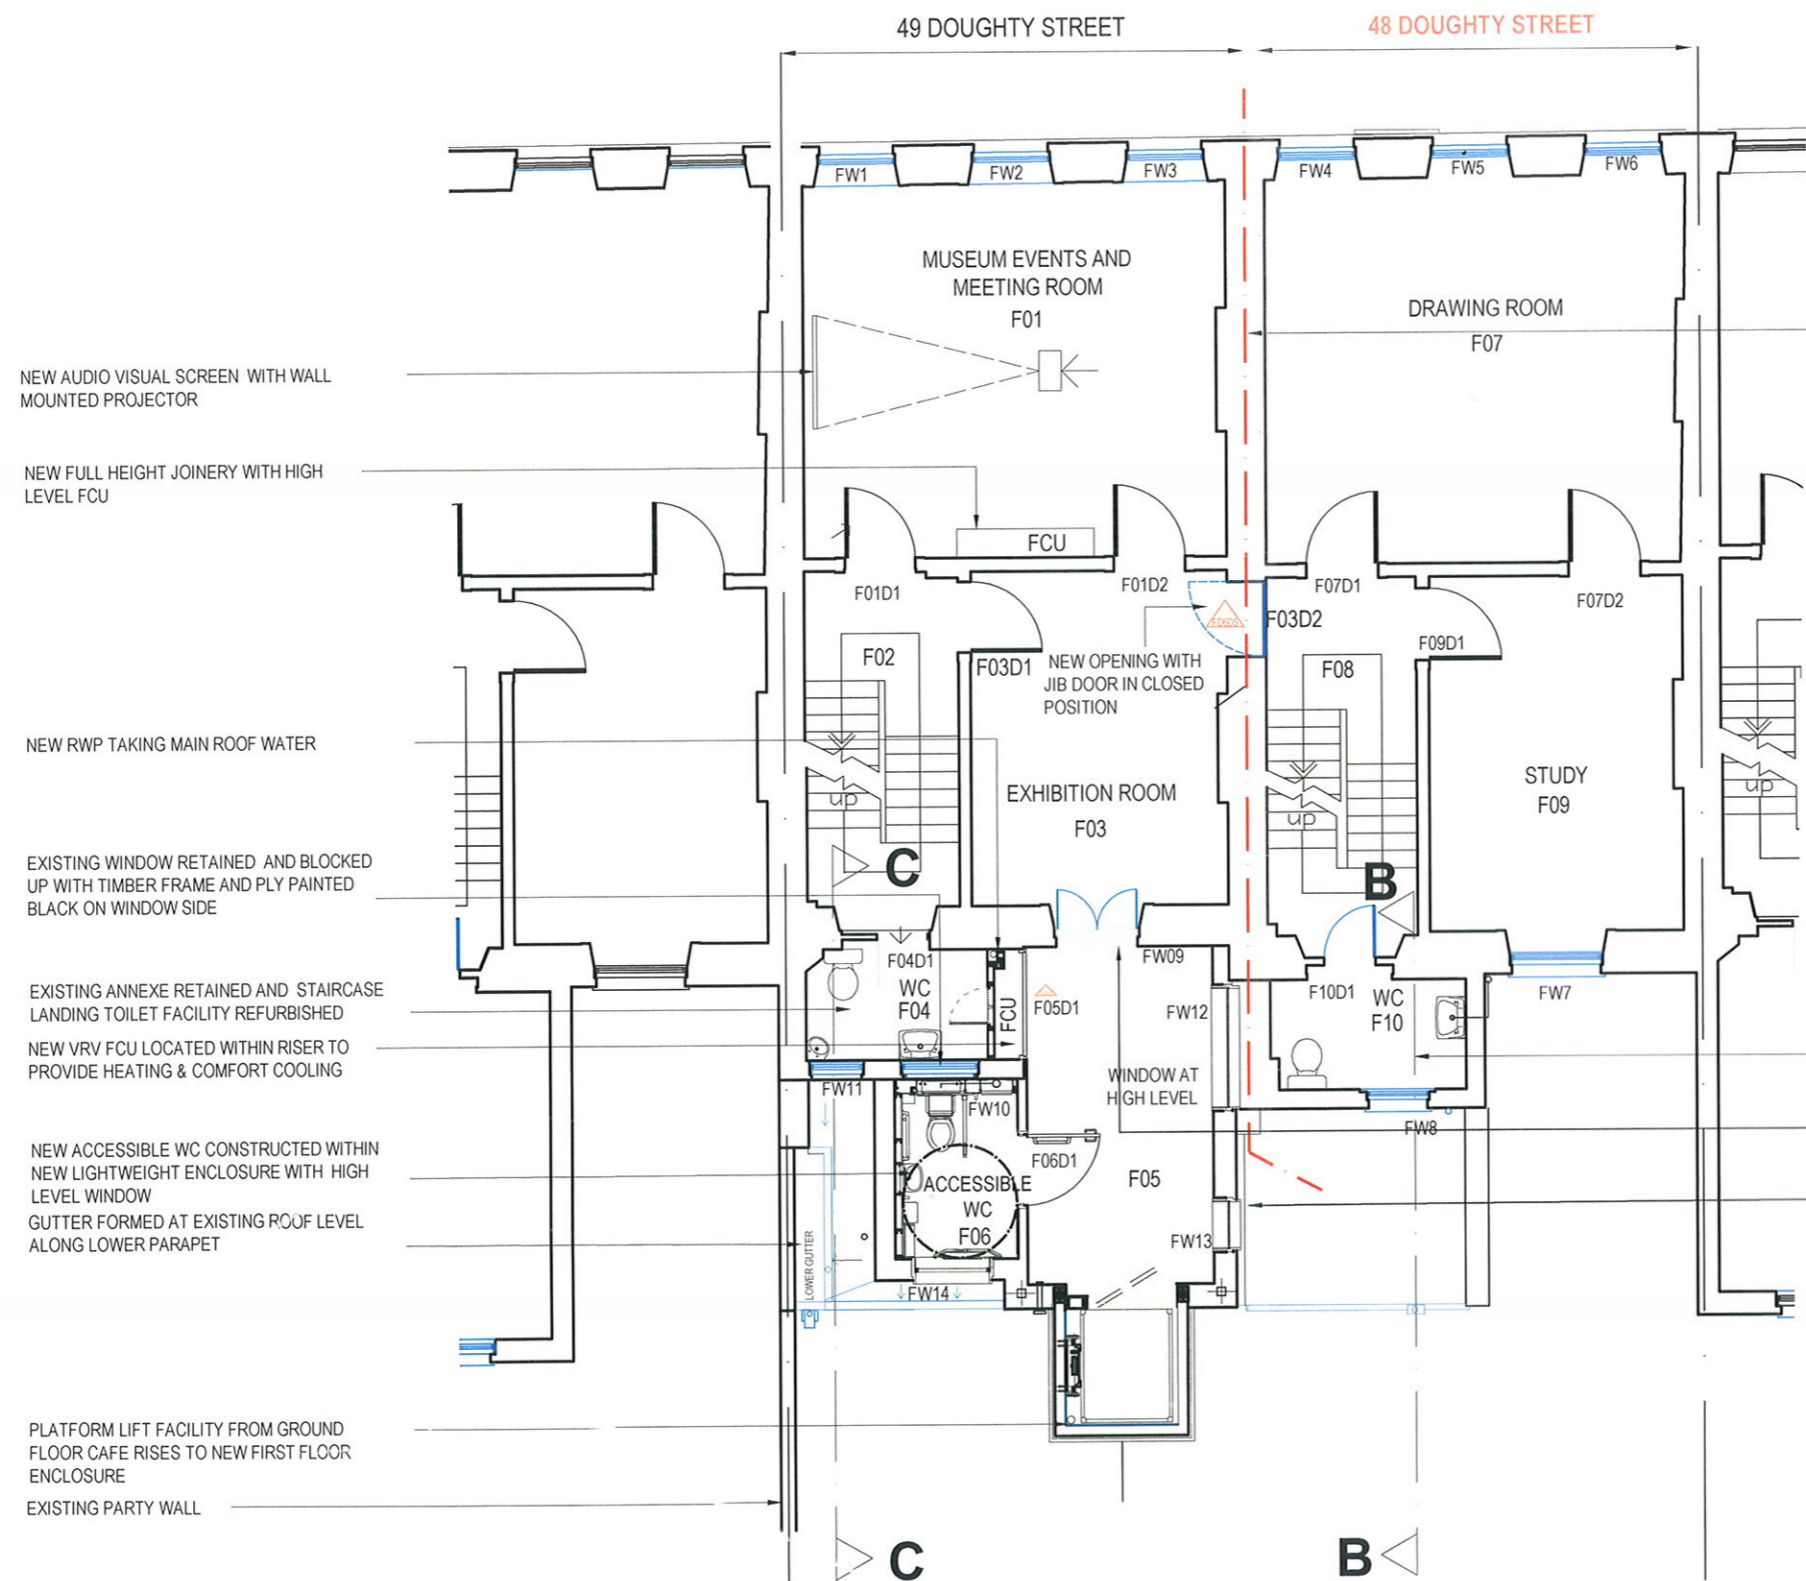 49 DOUGHTY STREET
48 DOUGHTY STREET
FW1
FW2
FW3
FW4
FW5
FW6
MUSEUM EVENTS AND
MEETING ROOM
F01
DRAWING ROOM
F07
NEW AUDIO VISUAL SCREEN WITH WALL
MOUNTED PROJECTOR
NEW FULL HEIGHT JOINERY WITH HIGH
LEVEL FCU
FCU
F01D1
F01D2
F07D1
F07D2
FD60S
F03D2
F09D1
F02
F03D1
NEW OPENING WITH
JIB DOOR IN CLOSED
POSITION
F08
NEW RWP TAKING MAIN ROOF WATER
up
EXHIBITION ROOM
F03
up
STUDY
F09
up
EXISTING WINDOW RETAINED AND BLOCKED
UP WITH TIMBER FRAME AND PLY PAINTED
BLACK ON WINDOW SIDE
C
B
EXISTING ANNEXE RETAINED AND STAIRCASE
LANDING TOILET FACILITY REFURBISHED
F04D1
WC
F04
FCU
F05D1
FW09
FW12
F10D1
WC
F10
FW7
NEW VRV FCU LOCATED WITHIN RISER TO
PROVIDE HEATING & COMFORT COOLING
WINDOW AT
HIGH LEVEL
FW11
FW10
FW8
NEW ACCESSIBLE WC CONSTRUCTED WITHIN
NEW LIGHTWEIGHT ENCLOSURE WITH HIGH
LEVEL WINDOW
F06D1
ACCESSIBLE
WC
F06
F05
GUTTER FORMED AT EXISTING ROOF LEVEL
ALONG LOWER PARAPET
LOWER GUTTER
FW13
FW14
PLATFORM LIFT FACILITY FROM GROUND
FLOOR CAFE RISES TO NEW FIRST FLOOR
ENCLOSURE
EXISTING PARTY WALL
C
B